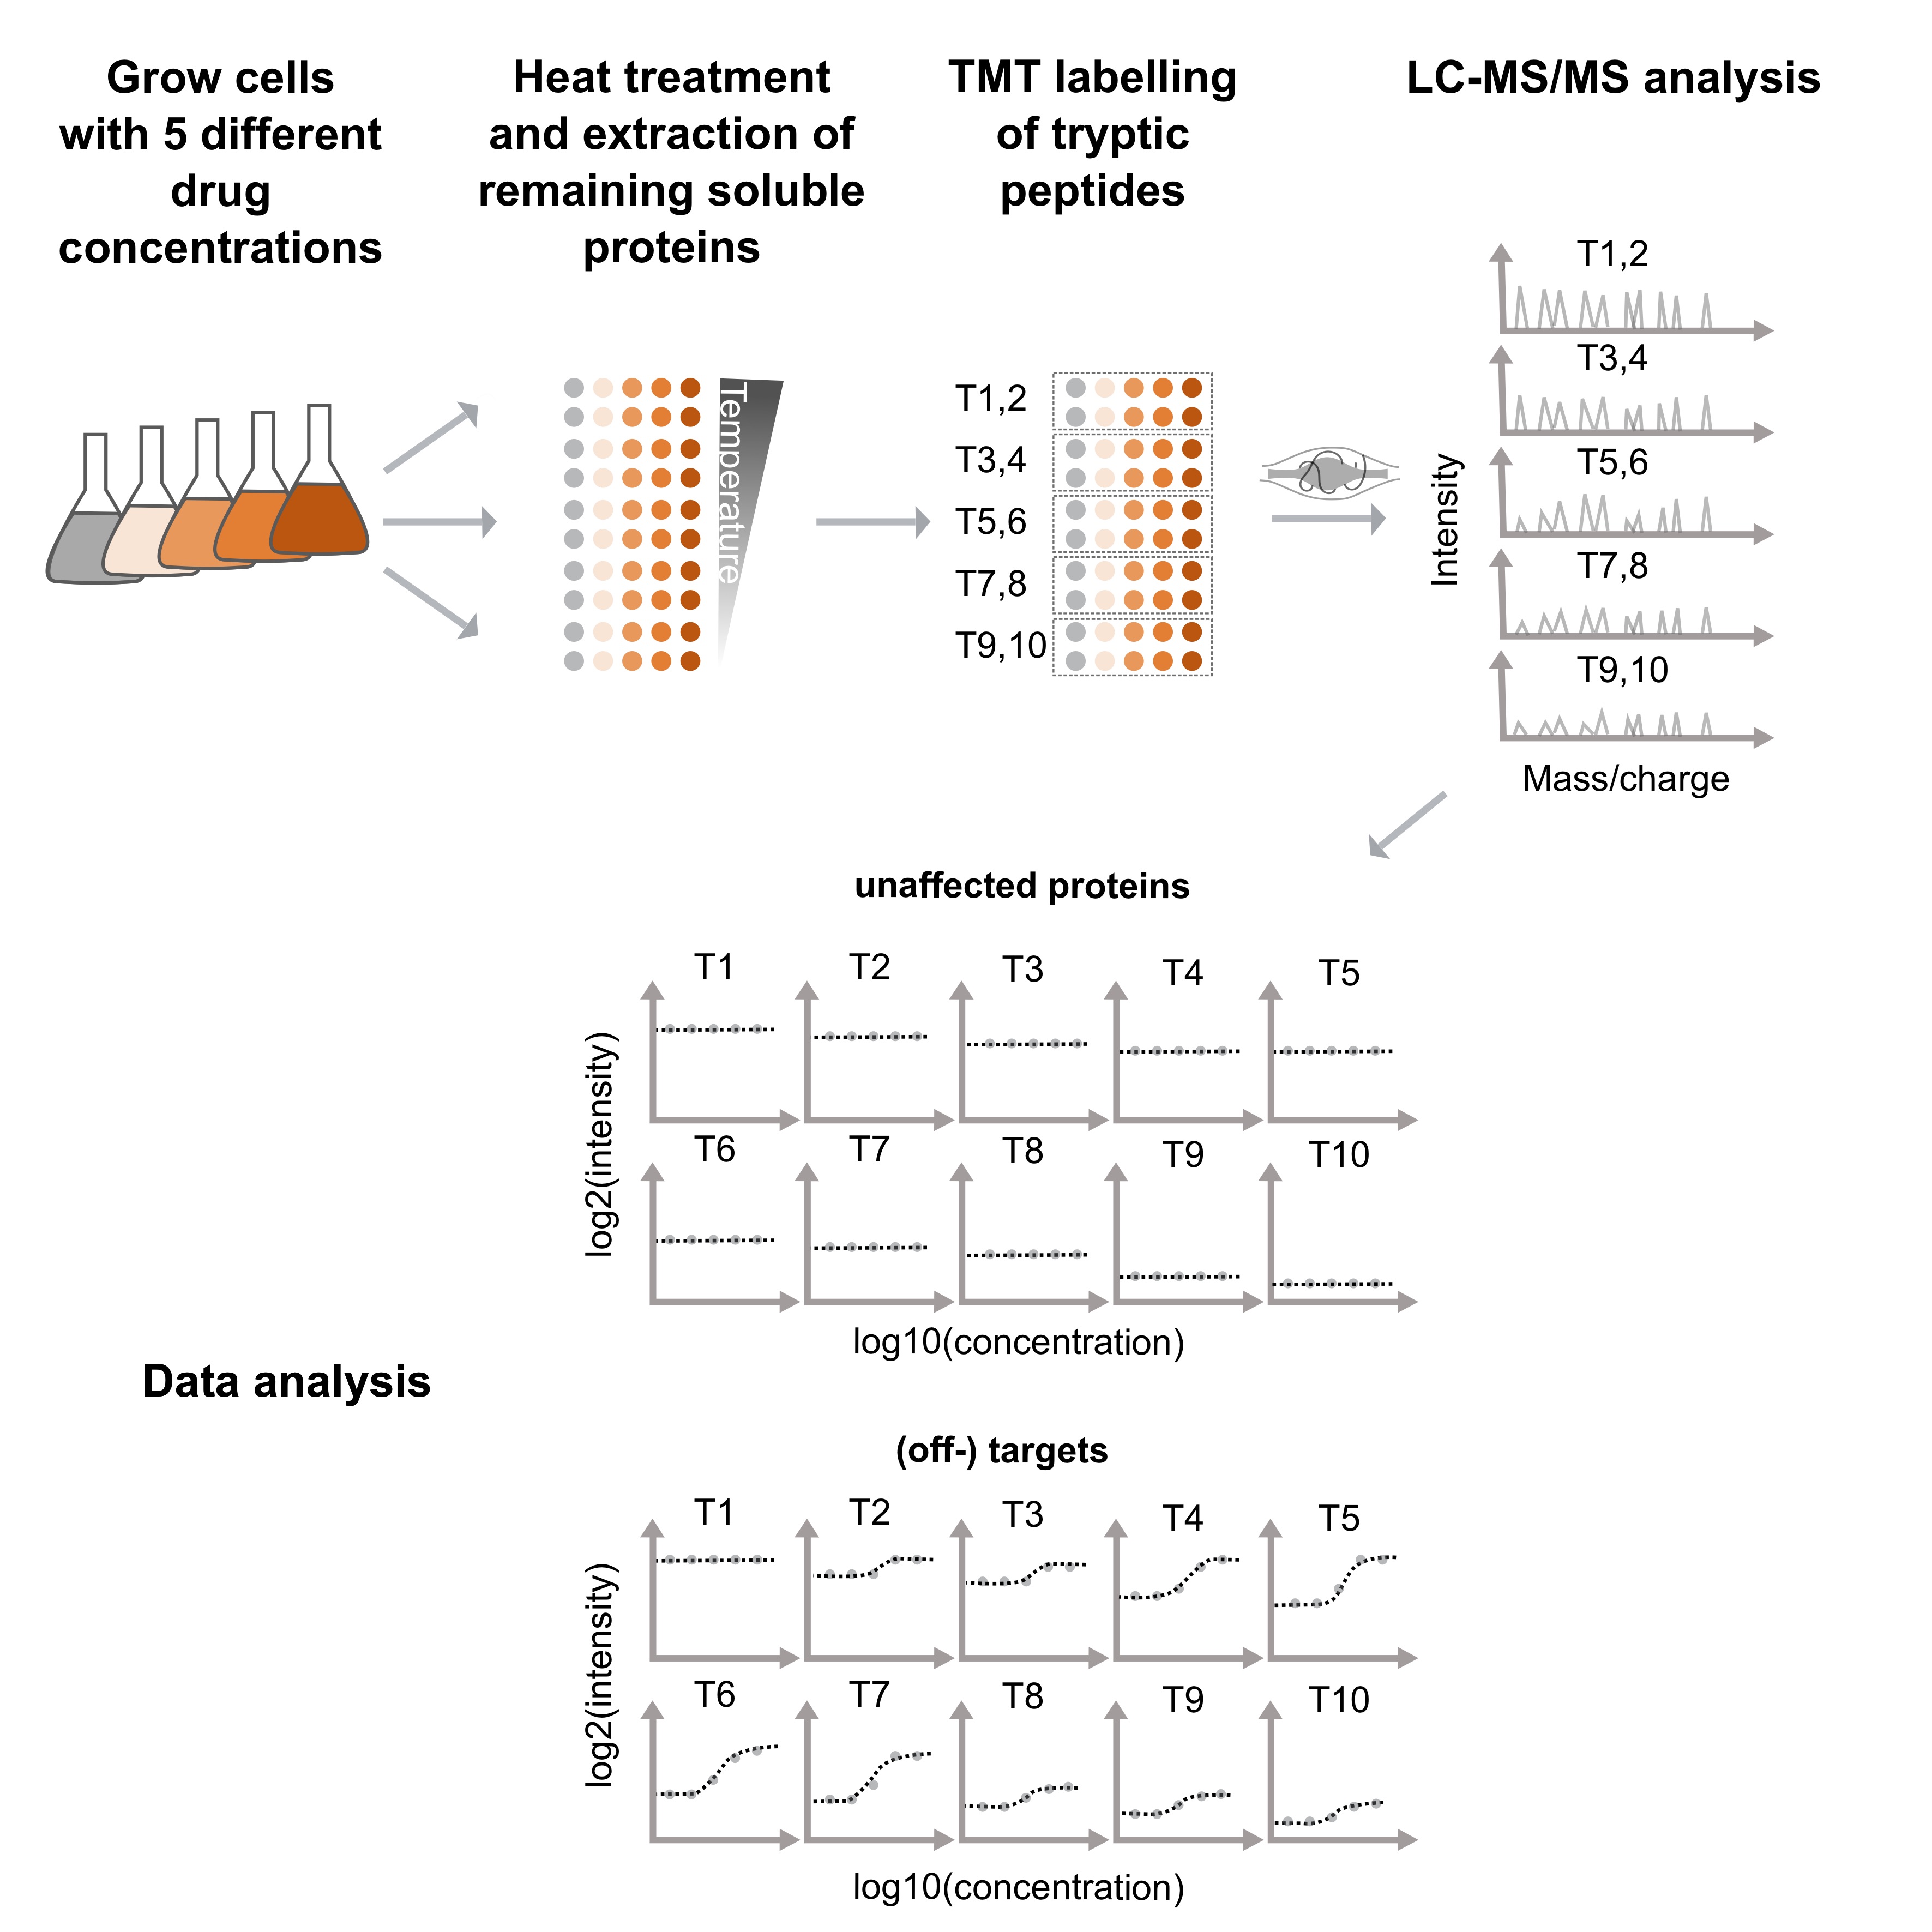 Grow cells
with 5 different
drug
concentrations
Heat treatment
and extraction of
remaining soluble
proteins
TMT labelling
of tryptic
peptides
LC-MS/MS analysis
Temperature
T1,2
T3,4
T5,6
T7,8
T9,10
Intensity
T1,2
T3,4
T5,6
T7,8
T9,10
Mass/charge
unaffected proteins
log2(intensity)
T1 T2 T3 T4 T5
T6 T7 T8 T9 T10
log10(concentration)
Data analysis
(off-) targets
log2(intensity)
T1 T2 T3 T4 T5
T6 T7 T8 T9 T10
log10(concentration)